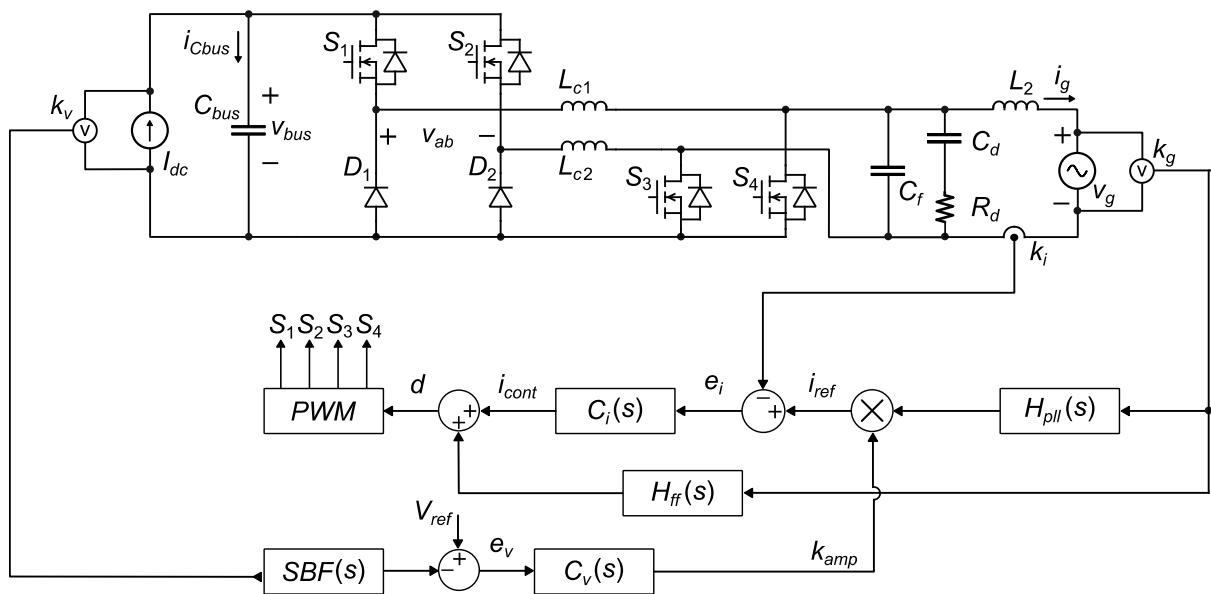 i_Cbus
S_1
S_2
L_c1
L_2
i_g
k_v
v
C_bus
+
v_bus
−
I_dc
+
v_ab
−
D_1
D_2
L_c2
S_3
S_4
C_f
C_d
R_d
+
v_g
−
v
k_g
k_i
S_1 S_2 S_3 S_4
PWM
d
+
+
i_cont
C_i(s)
e_i
−
+
i_ref
H_pll(s)
H_ff(s)
V_ref
SBF(s)
+
−
e_v
C_v(s)
k_amp